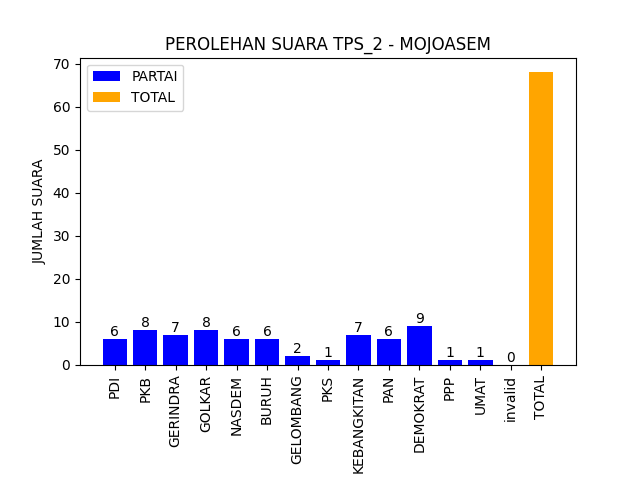 PEROLEHAN SUARA TPS_2 - MOJOASEM
PARTAI
TOTAL
JUMLAH SUARA
70
60
50
40
30
20
10
0
6
8
7
8
6
6
2
1
7
6
9
1
1
0
PDI
PKB
GERINDRA
GOLKAR
NASDEM
BURUH
GELOMBANG
PKS
KEBANGKITAN
PAN
DEMOKRAT
PPP
UMAT
invalid
TOTAL